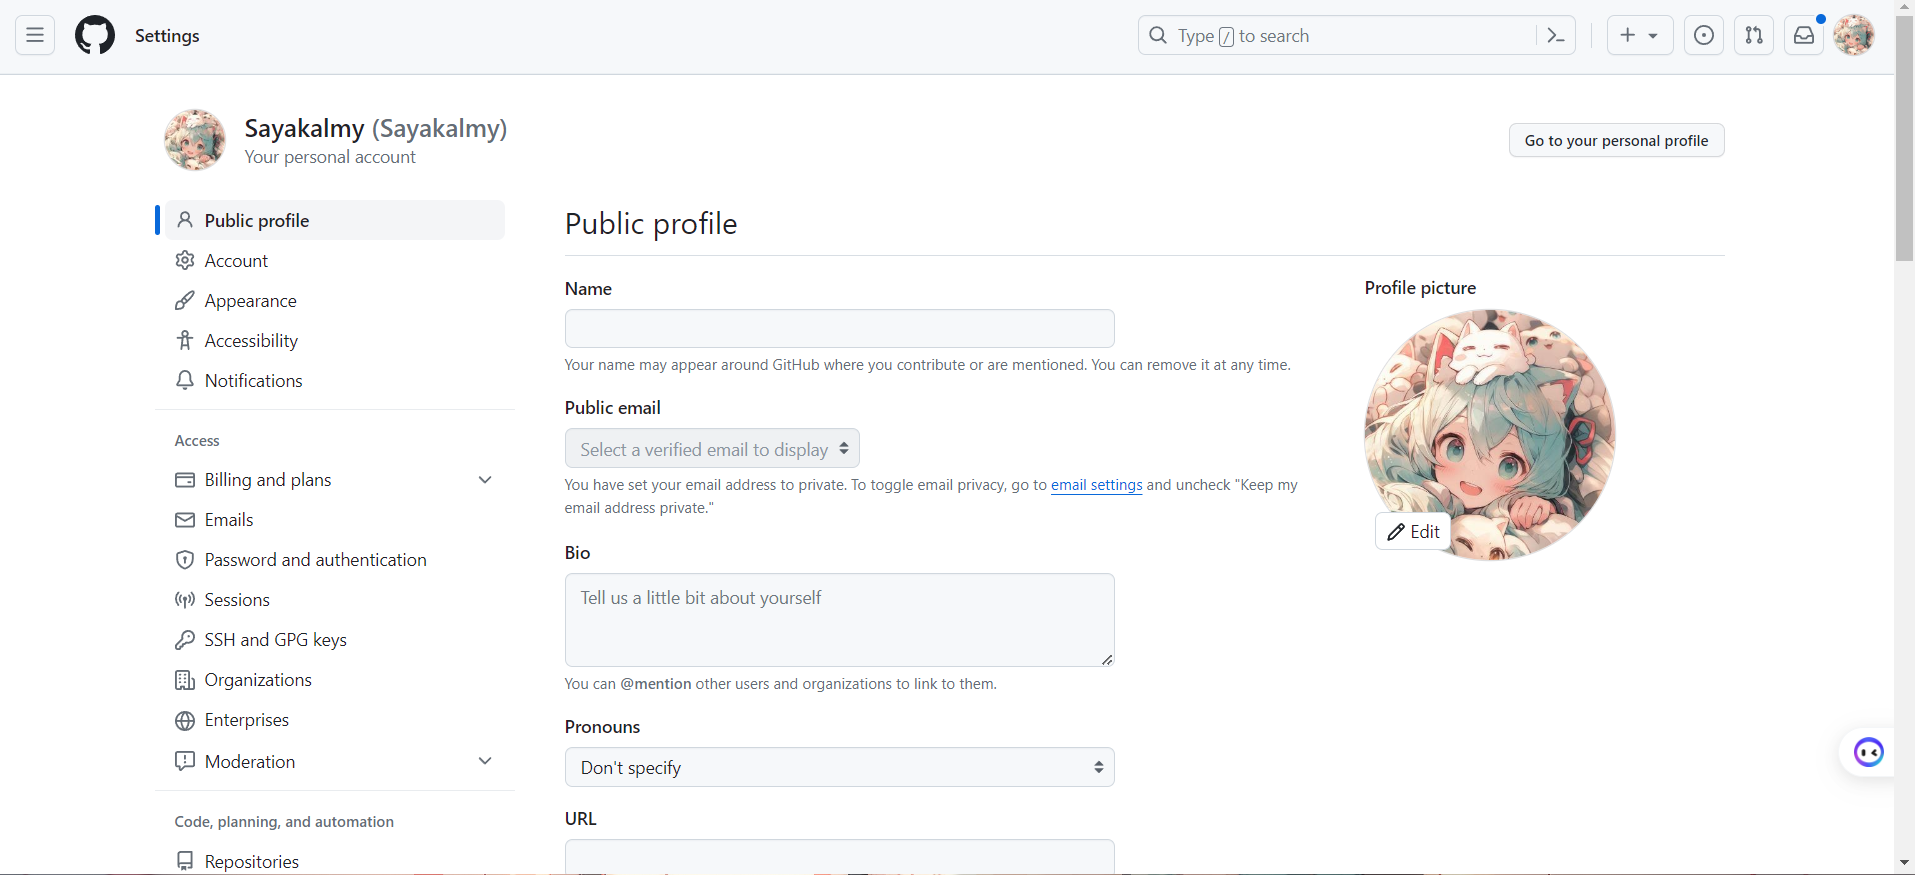 Settings
Type / to search
Sayakalmy (Sayakalmy)
Your personal account
Go to your personal profile
Public profile
Account
Appearance
Accessibility
Notifications
Access
Billing and plans
Emails
Password and authentication
Sessions
SSH and GPG keys
Organizations
Enterprises
Moderation
Code, planning, and automation
Repositories
Public profile
Name
Your name may appear around GitHub where you contribute or are mentioned. You can remove it at any time.
Public email
Select a verified email to display
You have set your email address to private. To toggle email privacy, go to email settings and uncheck "Keep my
email address private."
Bio
Tell us a little bit about yourself
You can @mention other users and organizations to link to them.
Pronouns
Don't specify
URL
Profile picture
Edit